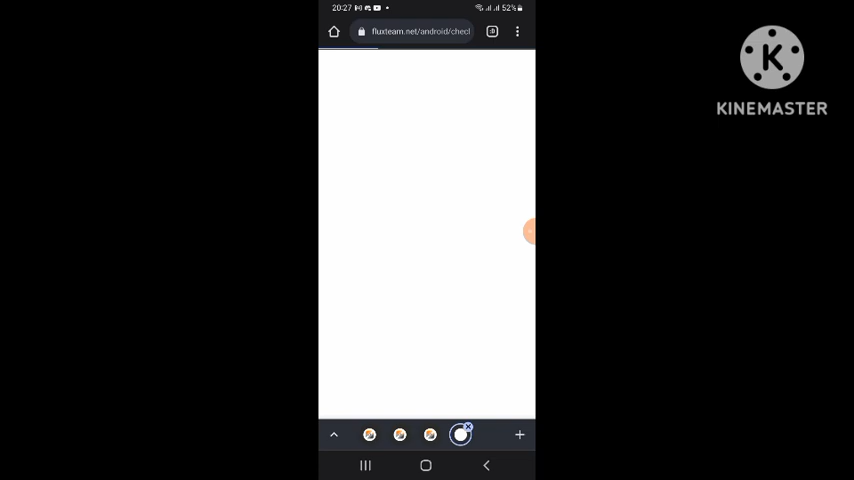 20:27
52%
fluxteam.net/android/checl
:D
K
KINEMASTER